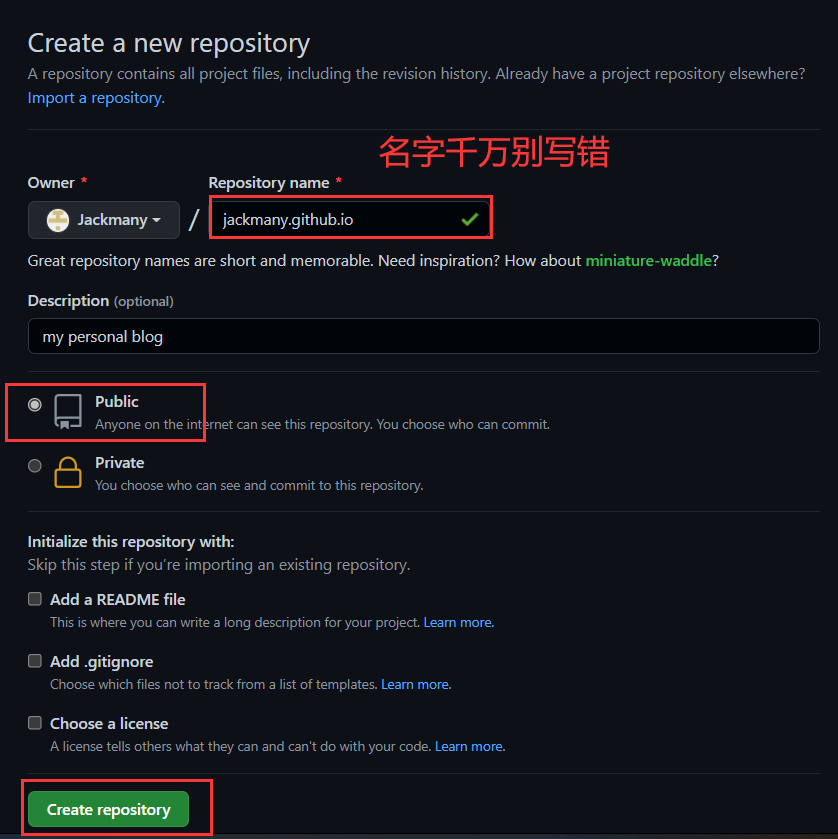 Create a new repository
A repository contains all project files, including the revision history. Already have a project repository elsewhere?
Import a repository.
名字千万别写错
Owner *
Repository name *
Jackmany
/
jackmany.github.io
Great repository names are short and memorable. Need inspiration? How about miniature-waddle?
Description (optional)
my personal blog
Public
Anyone on the internet can see this repository. You choose who can commit.
Private
You choose who can see and commit to this repository.
Initialize this repository with:
Skip this step if you're importing an existing repository.
Add a README file
This is where you can write a long description for your project. Learn more.
Add .gitignore
Choose which files not to track from a list of templates. Learn more.
Choose a license
A license tells others what they can and can't do with your code. Learn more.
Create repository